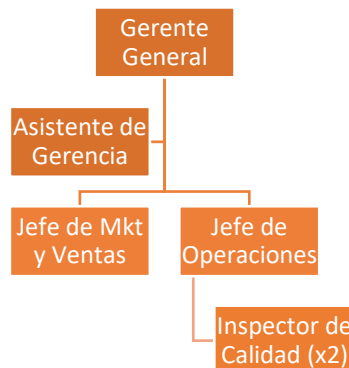 Gerente
General
Asistente de
Gerencia
Jefe de Mkt
y Ventas
Jefe de
Operaciones
Inspector de
Calidad (x2)